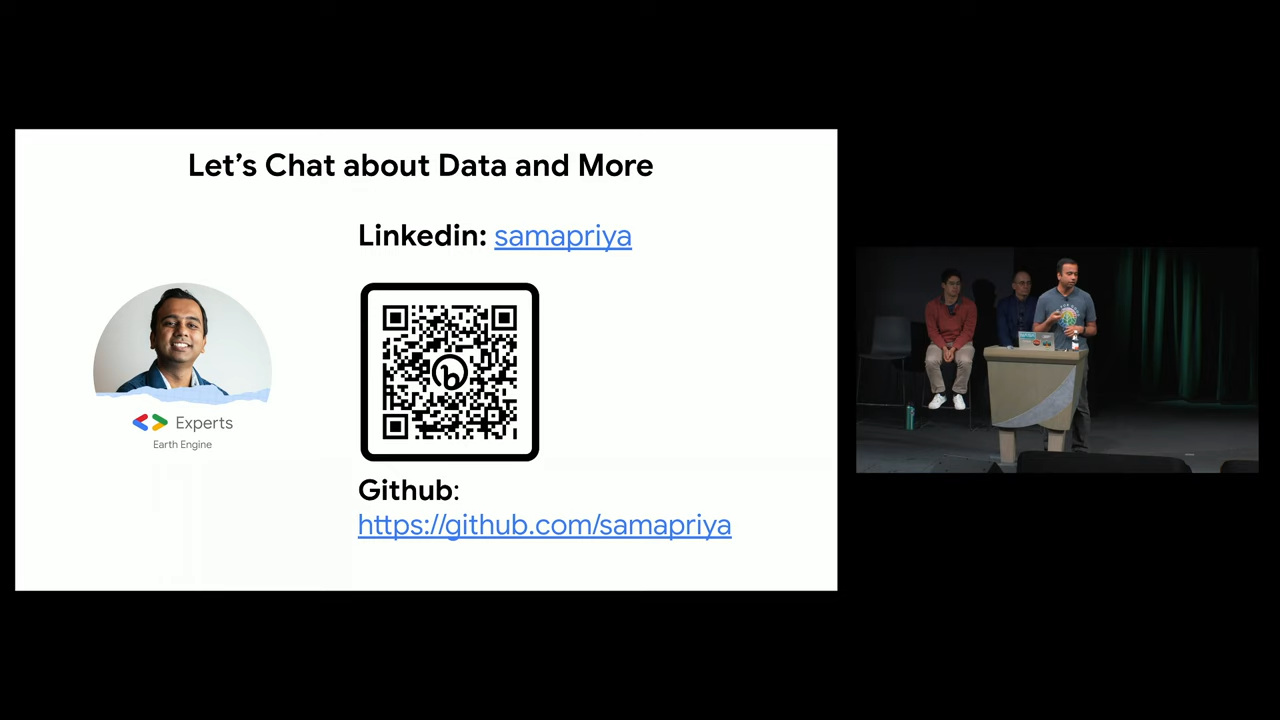 Let's Chat about Data and More
Linkedin: samapriya
Experts
Earth Engine
Github:
https://github.com/samapriya